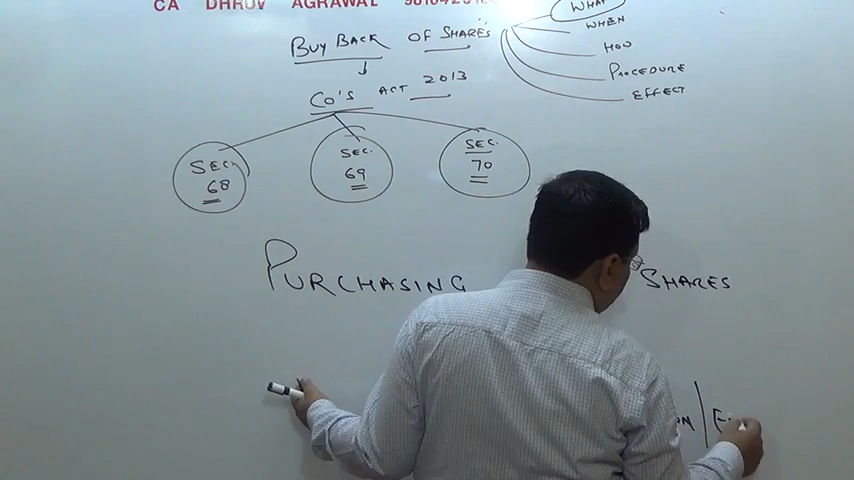 CA DHRUV AGRAWAL
WHAT
WHEN
HOW
PROCEDURE
EFFECT
BUY BACK OF SHARE'S
CO'S ACT 2013
SEC. 68
SEC. 69
SEC. 70
PURCHASING
SHARES